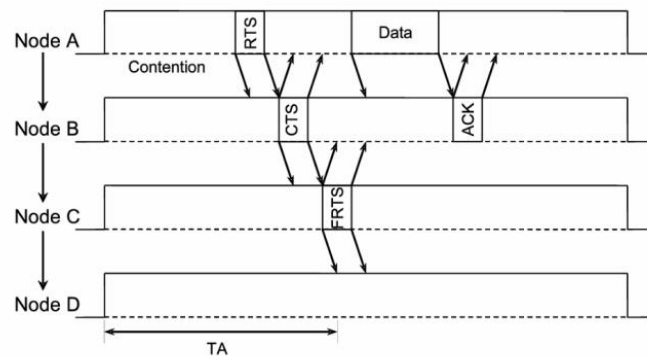 Node A
RTS
Data
Contention
Node B
CTS
ACK
Node C
FRTS
Node D
TA